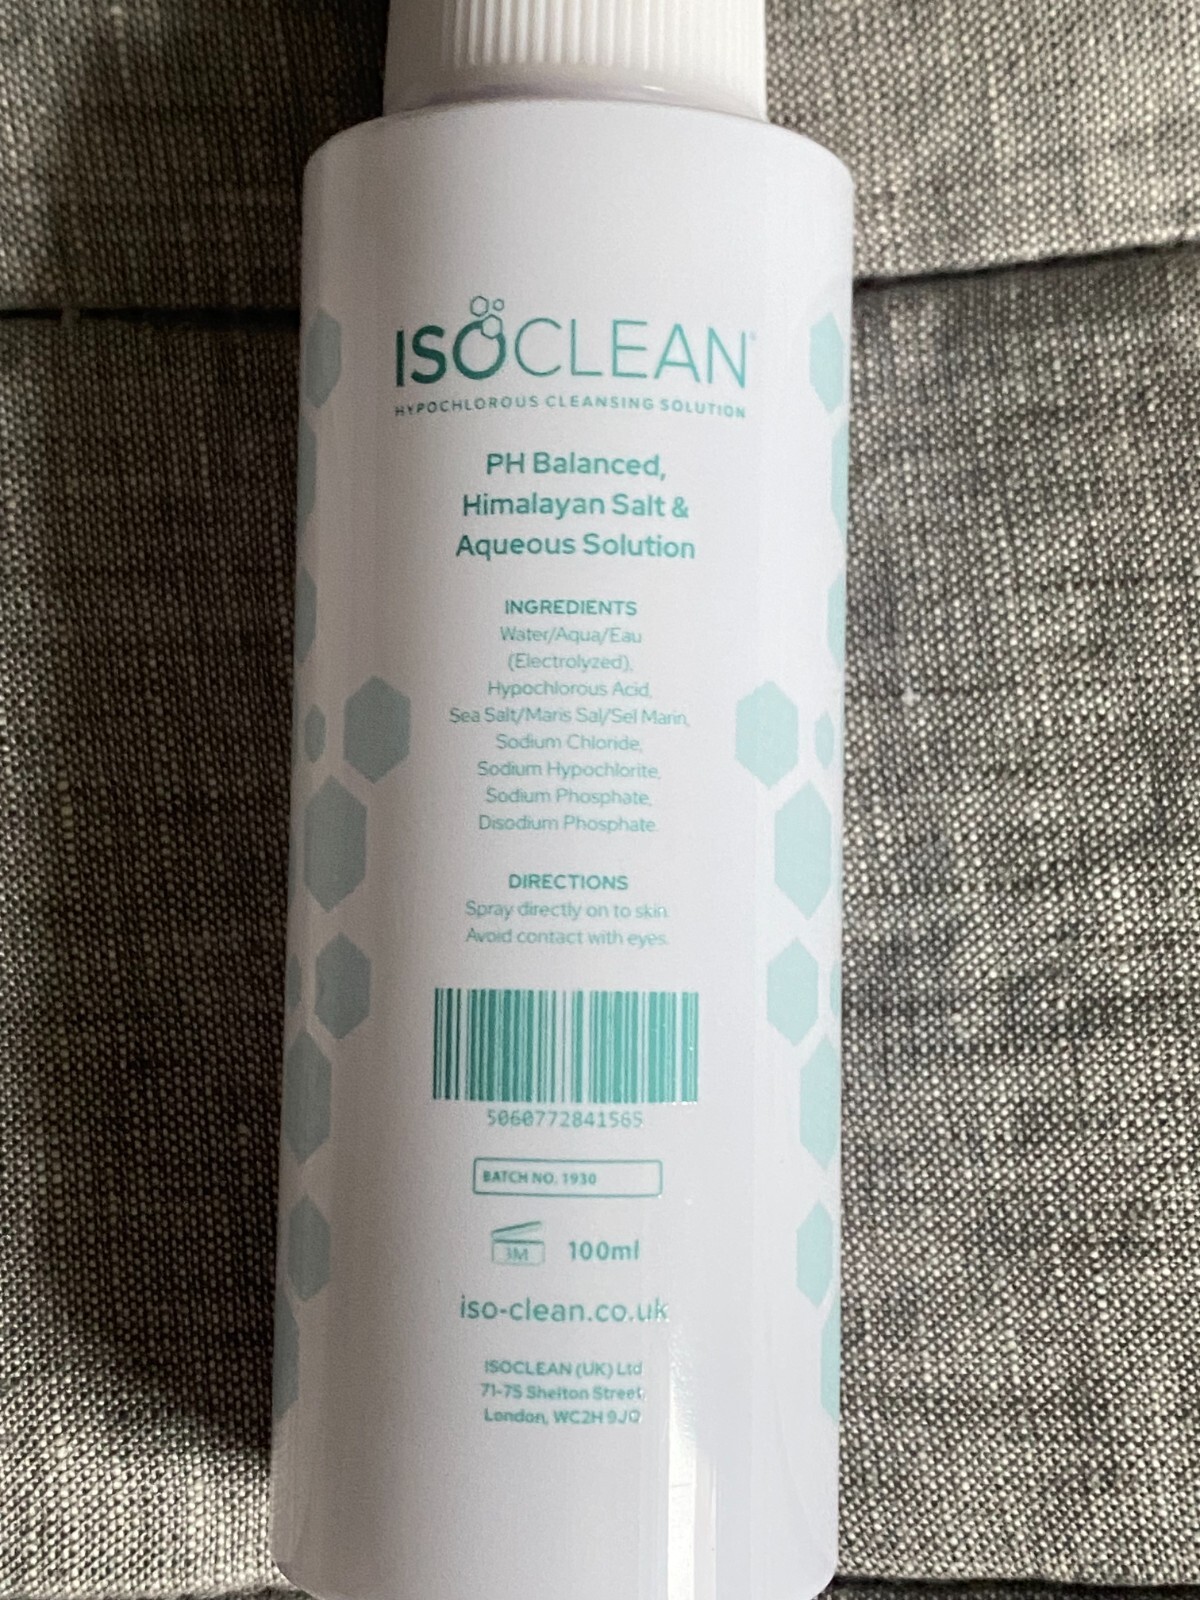 ISOCLEAN®
HYPOCHLOROUS CLEANSING SOLUTION
PH Balanced,
Himalayan Salt &
Aqueous Solution
INGREDIENTS
Water/Aqua/Eau
(Electrolyzed),
Hypochlorous Acid,
Sea Salt/Maris Sal/Sel Marin,
Sodium Chloride,
Sodium Hypochlorite,
Sodium Phosphate,
Disodium Phosphate.
DIRECTIONS
Spray directly on to skin.
Avoid contact with eyes.
5060772841565
BATCH NO. 1930
3M 100ml
iso-clean.co.uk
ISOCLEAN (UK) Ltd
71-75 Shelton Street,
London, WC2H 9JQ